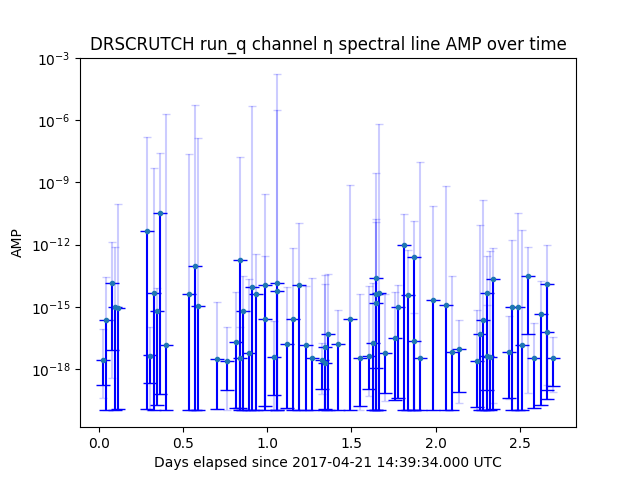 DRSCRUTCH run_q channel η spectral line AMP over time
10⁻³
10⁻⁶
10⁻⁹
10⁻¹²
10⁻¹⁵
10⁻¹⁸
AMP
0.0 0.5 1.0 1.5 2.0 2.5
Days elapsed since 2017-04-21 14:39:34.000 UTC